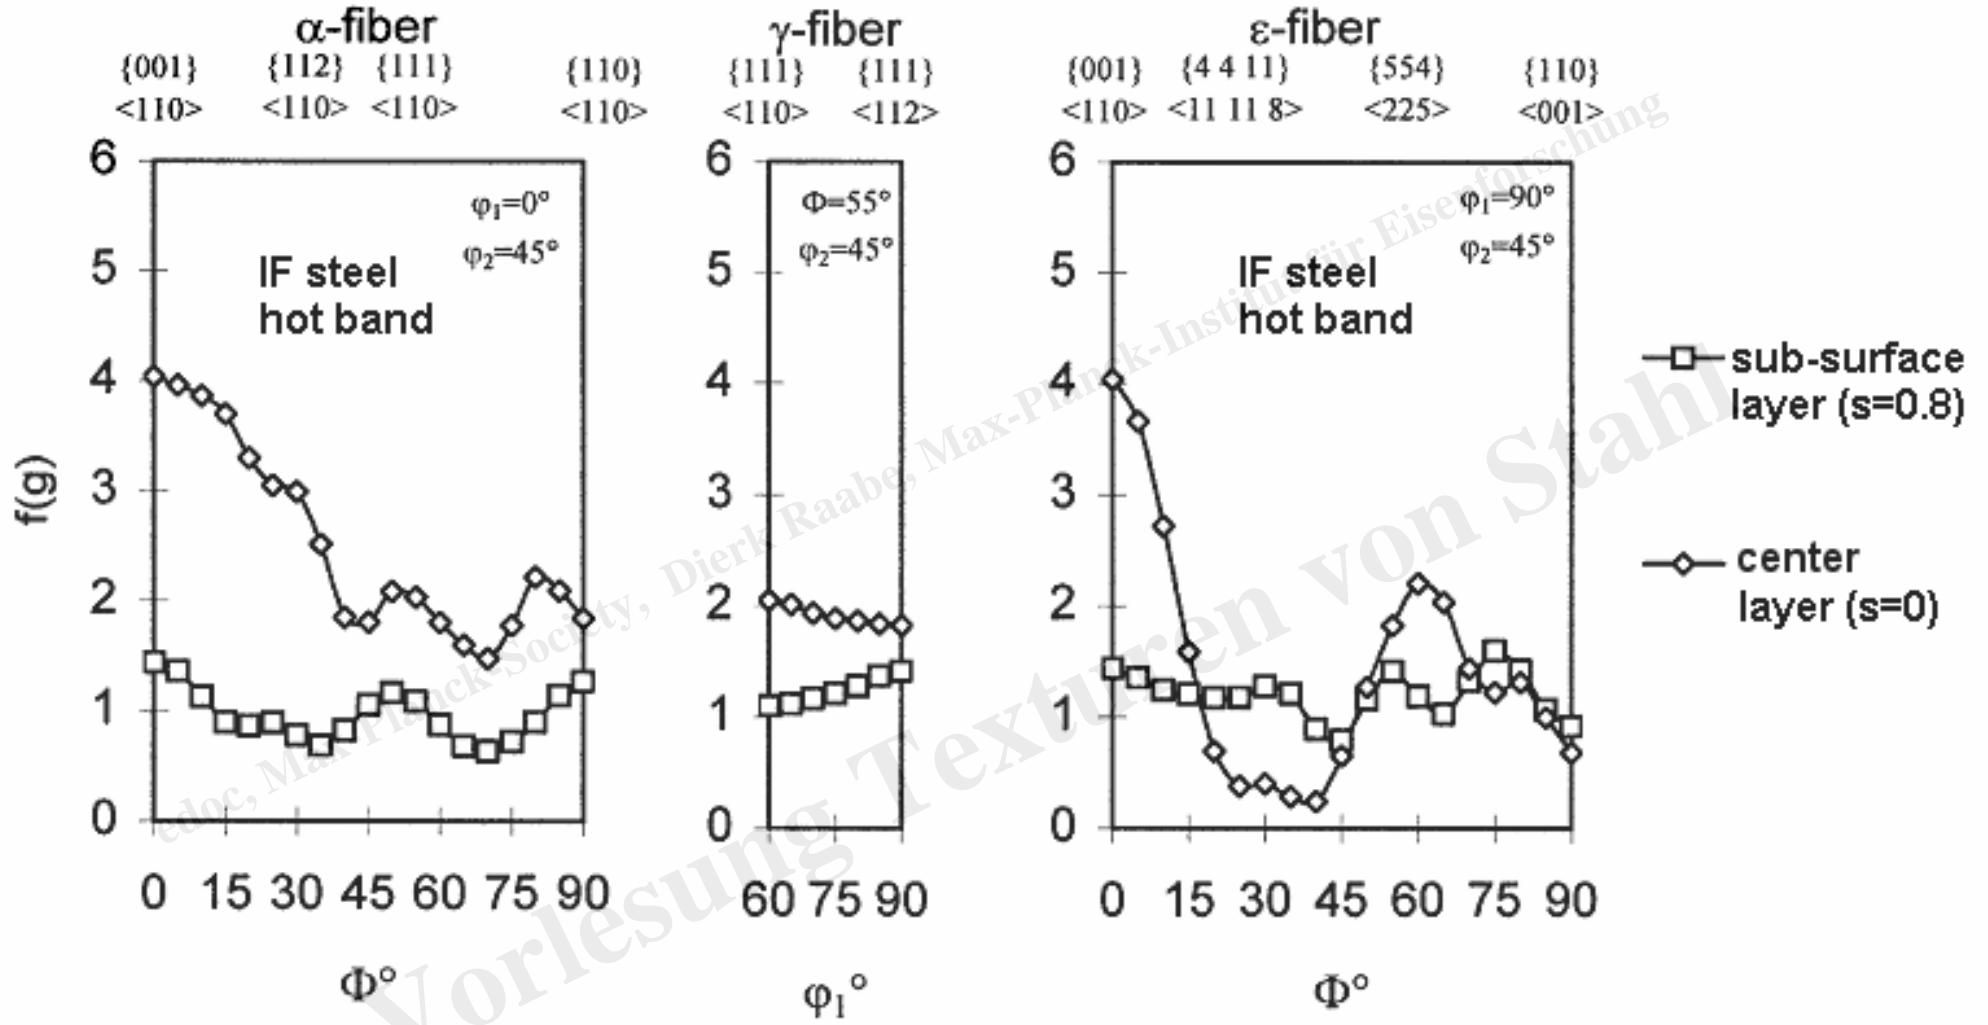 α-fiber
{001} {112} {111} {110}
<110> <110> <110> <110>
γ-fiber
{111} {111}
<110> <112>
ε-fiber
{001} {4 4 11} {554} {110}
<110> <11 11 8> <225> <001>
f(g)
6
5
4
3
2
1
0
φ1=0°
φ2=45°
IF steel
hot band
0 15 30 45 60 75 90
Φ°
6
5
4
3
2
1
0
Φ=55°
φ2=45°
60 75 90
φ1°
6
5
4
3
2
1
0
φ1=90°
φ2=45°
IF steel
hot band
0 15 30 45 60 75 90
Φ°
sub-surface
layer (s=0.8)
center
layer (s=0)
edoc, Max-Planck-Society, Dierk Raabe, Max-Planck-Institut für Eisenforschung
Vorlesung Texturen von Stahl